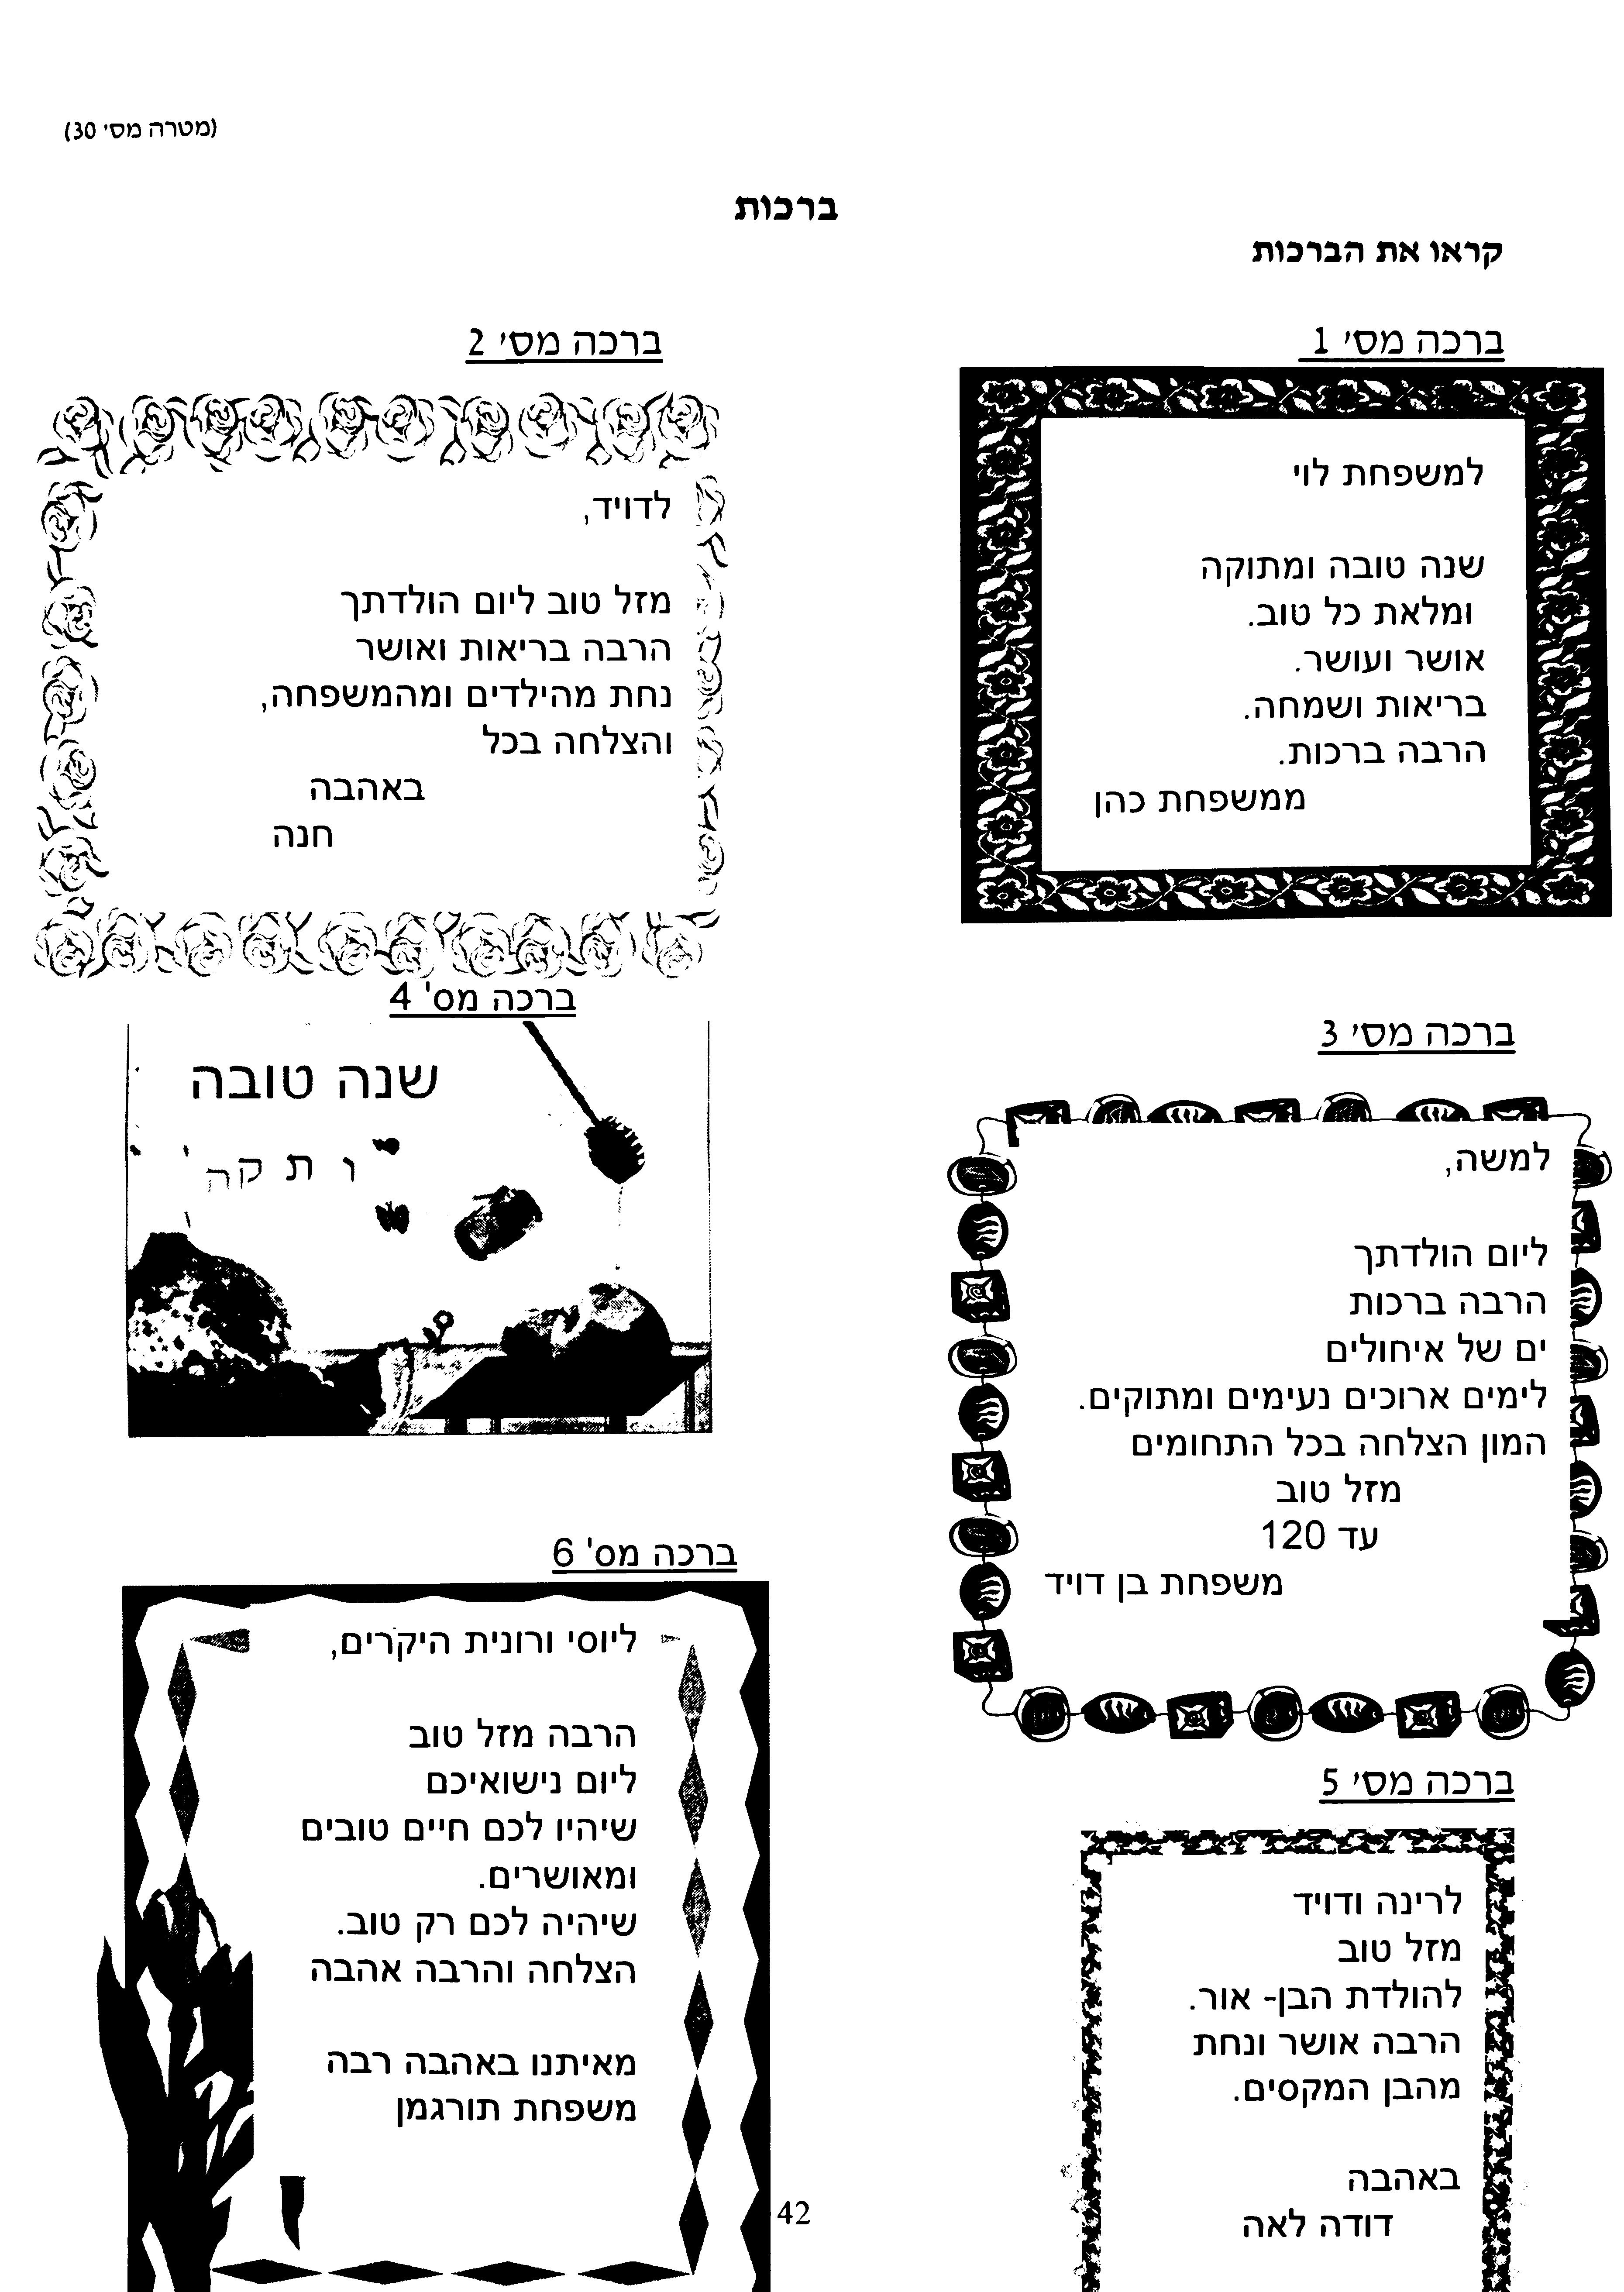 (מטרה מס' 30)
ברכות
קראו את הברכות
ברכה מס' 1
למשפחת לוי
שנה טובה ומתוקה
ומלאת כל טוב.
אושר ועושר.
בריאות ושמחה.
הרבה ברכות.
ממשפחת כהן
ברכה מס' 2
לדויד,
מזל טוב ליום הולדתך
הרבה בריאות ואושר
נחת מהילדים ומהמשפחה,
והצלחה בכל
באהבה
חנה
ברכה מס' 3
למשה,
ליום הולדתך
הרבה ברכות
ים של איחולים
לימים ארוכים נעימים ומתוקים.
המון הצלחה בכל התחומים
מזל טוב
עד 120
משפחת בן דויד
ברכה מס' 4
שנה טובה
ותקה
ברכה מס' 5
לרינה ודויד
מזל טוב
להולדת הבן- אור.
הרבה אושר ונחת
מהבן המקסים.
באהבה
דודה לאה
ברכה מס' 6
ליוסי ורונית היקרים,
הרבה מזל טוב
ליום נישואיכם
שיהיו לכם חיים טובים
ומאושרים.
שיהיה לכם רק טוב.
הצלחה והרבה אהבה
מאיתנו באהבה רבה
משפחת תורגמן
42